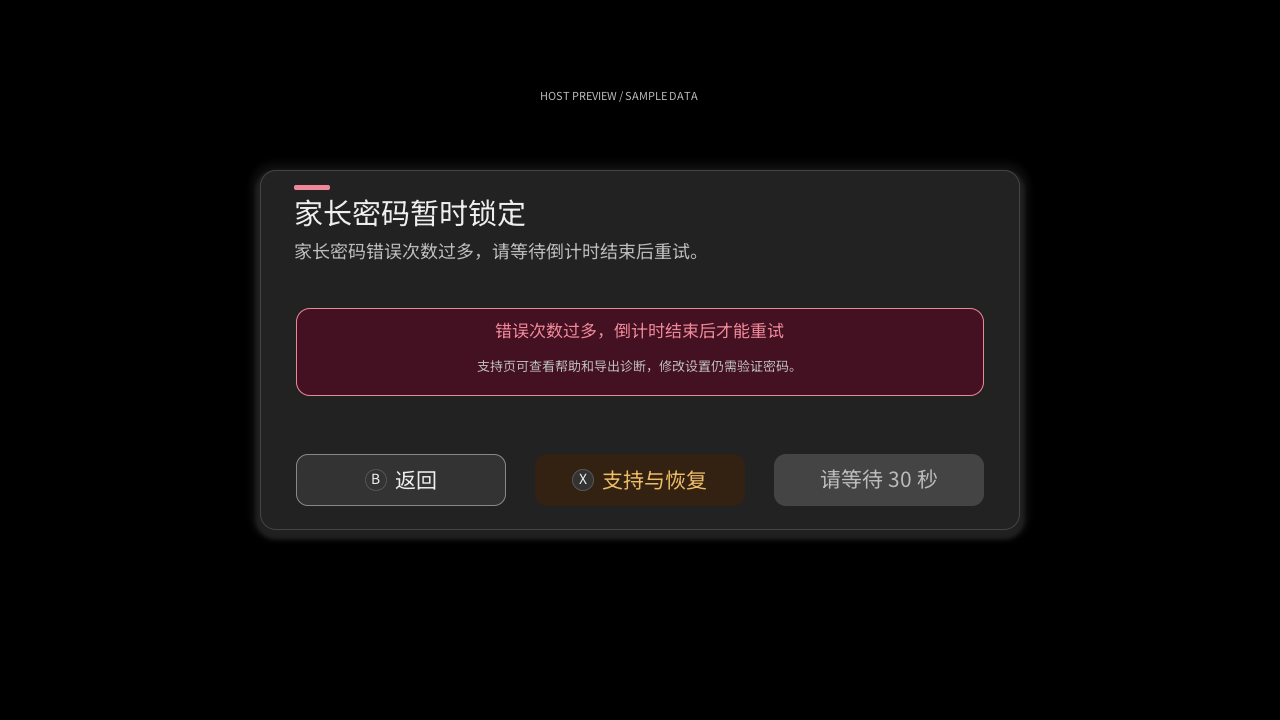 HOST PREVIEW / SAMPLE DATA
家长密码暂时锁定
家长密码错误次数过多，请等待倒计时结束后重试。
错误次数过多，倒计时结束后才能重试
支持页可查看帮助和导出诊断，修改设置仍需验证密码。
B 返回
X 支持与恢复
请等待 30 秒